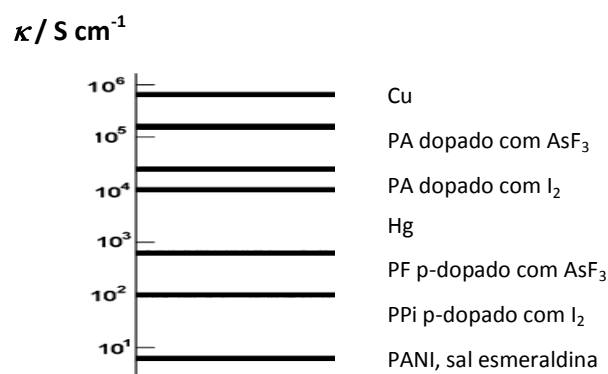 κ / S cm⁻¹
10⁶
Cu
10⁵
PA dopado com AsF₃
10⁴
PA dopado com I₂
Hg
10³
PF p-dopado com AsF₃
10²
PPi p-dopado com I₂
10¹
PANI, sal esmeraldina